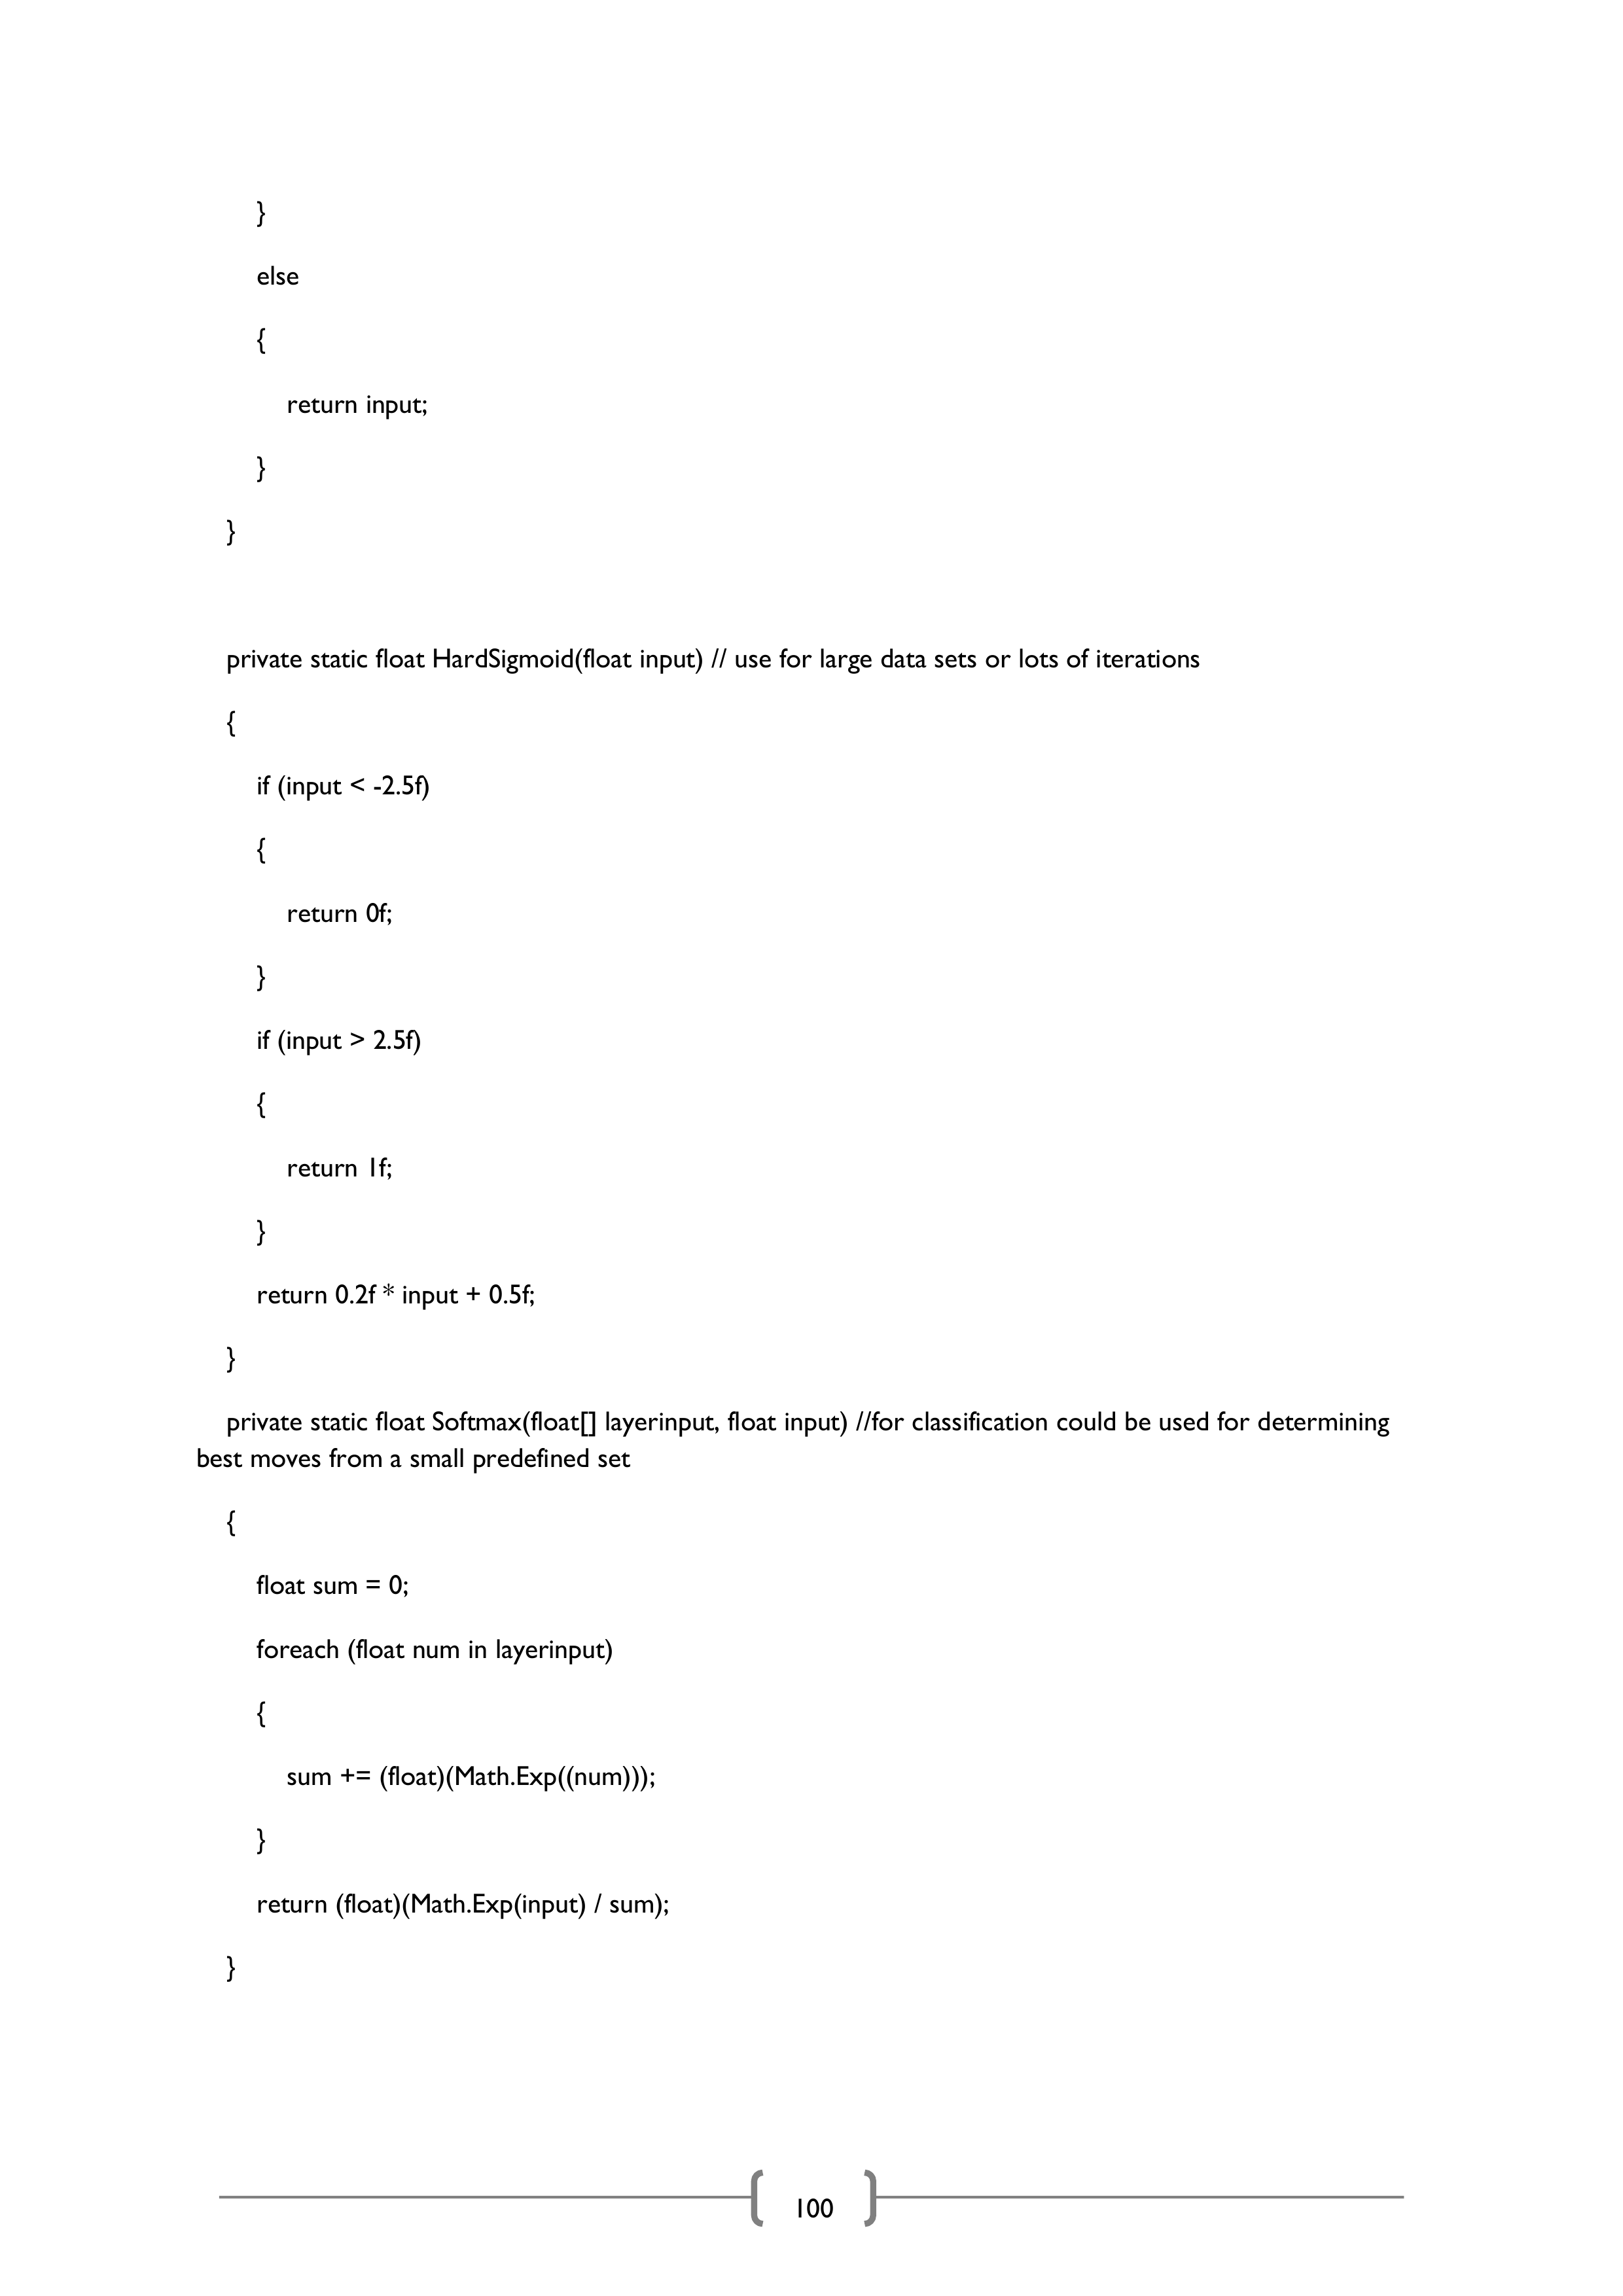 }
else
{
return input;
}
}
private static float HardSigmoid(float input) // use for large data sets or lots of iterations
{
if (input < -2.5f)
{
return 0f;
}
if (input > 2.5f)
{
return 1f;
}
return 0.2f * input + 0.5f;
}
private static float Softmax(float[] layerinput, float input) //for classification could be used for determining
best moves from a small predefined set
{
float sum = 0;
foreach (float num in layerinput)
{
sum += (float)(Math.Exp((num)));
}
return (float)(Math.Exp(input) / sum);
}
100